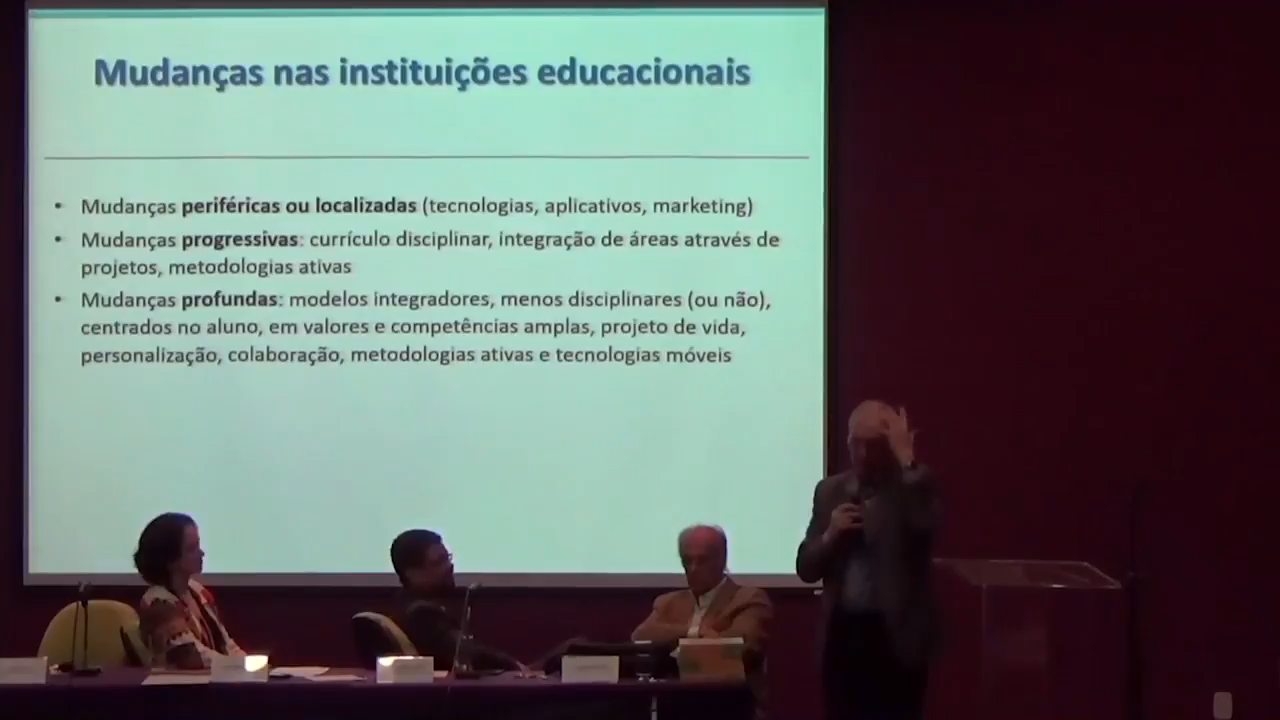 Mudanças nas instituições educacionais
• Mudanças periféricas ou localizadas (tecnologias, aplicativos, marketing)
• Mudanças progressivas: currículo disciplinar, integração de áreas através de
projetos, metodologias ativas
• Mudanças profundas: modelos integradores, menos disciplinares (ou não),
centrados no aluno, em valores e competências amplas, projeto de vida,
personalização, colaboração, metodologias ativas e tecnologias móveis